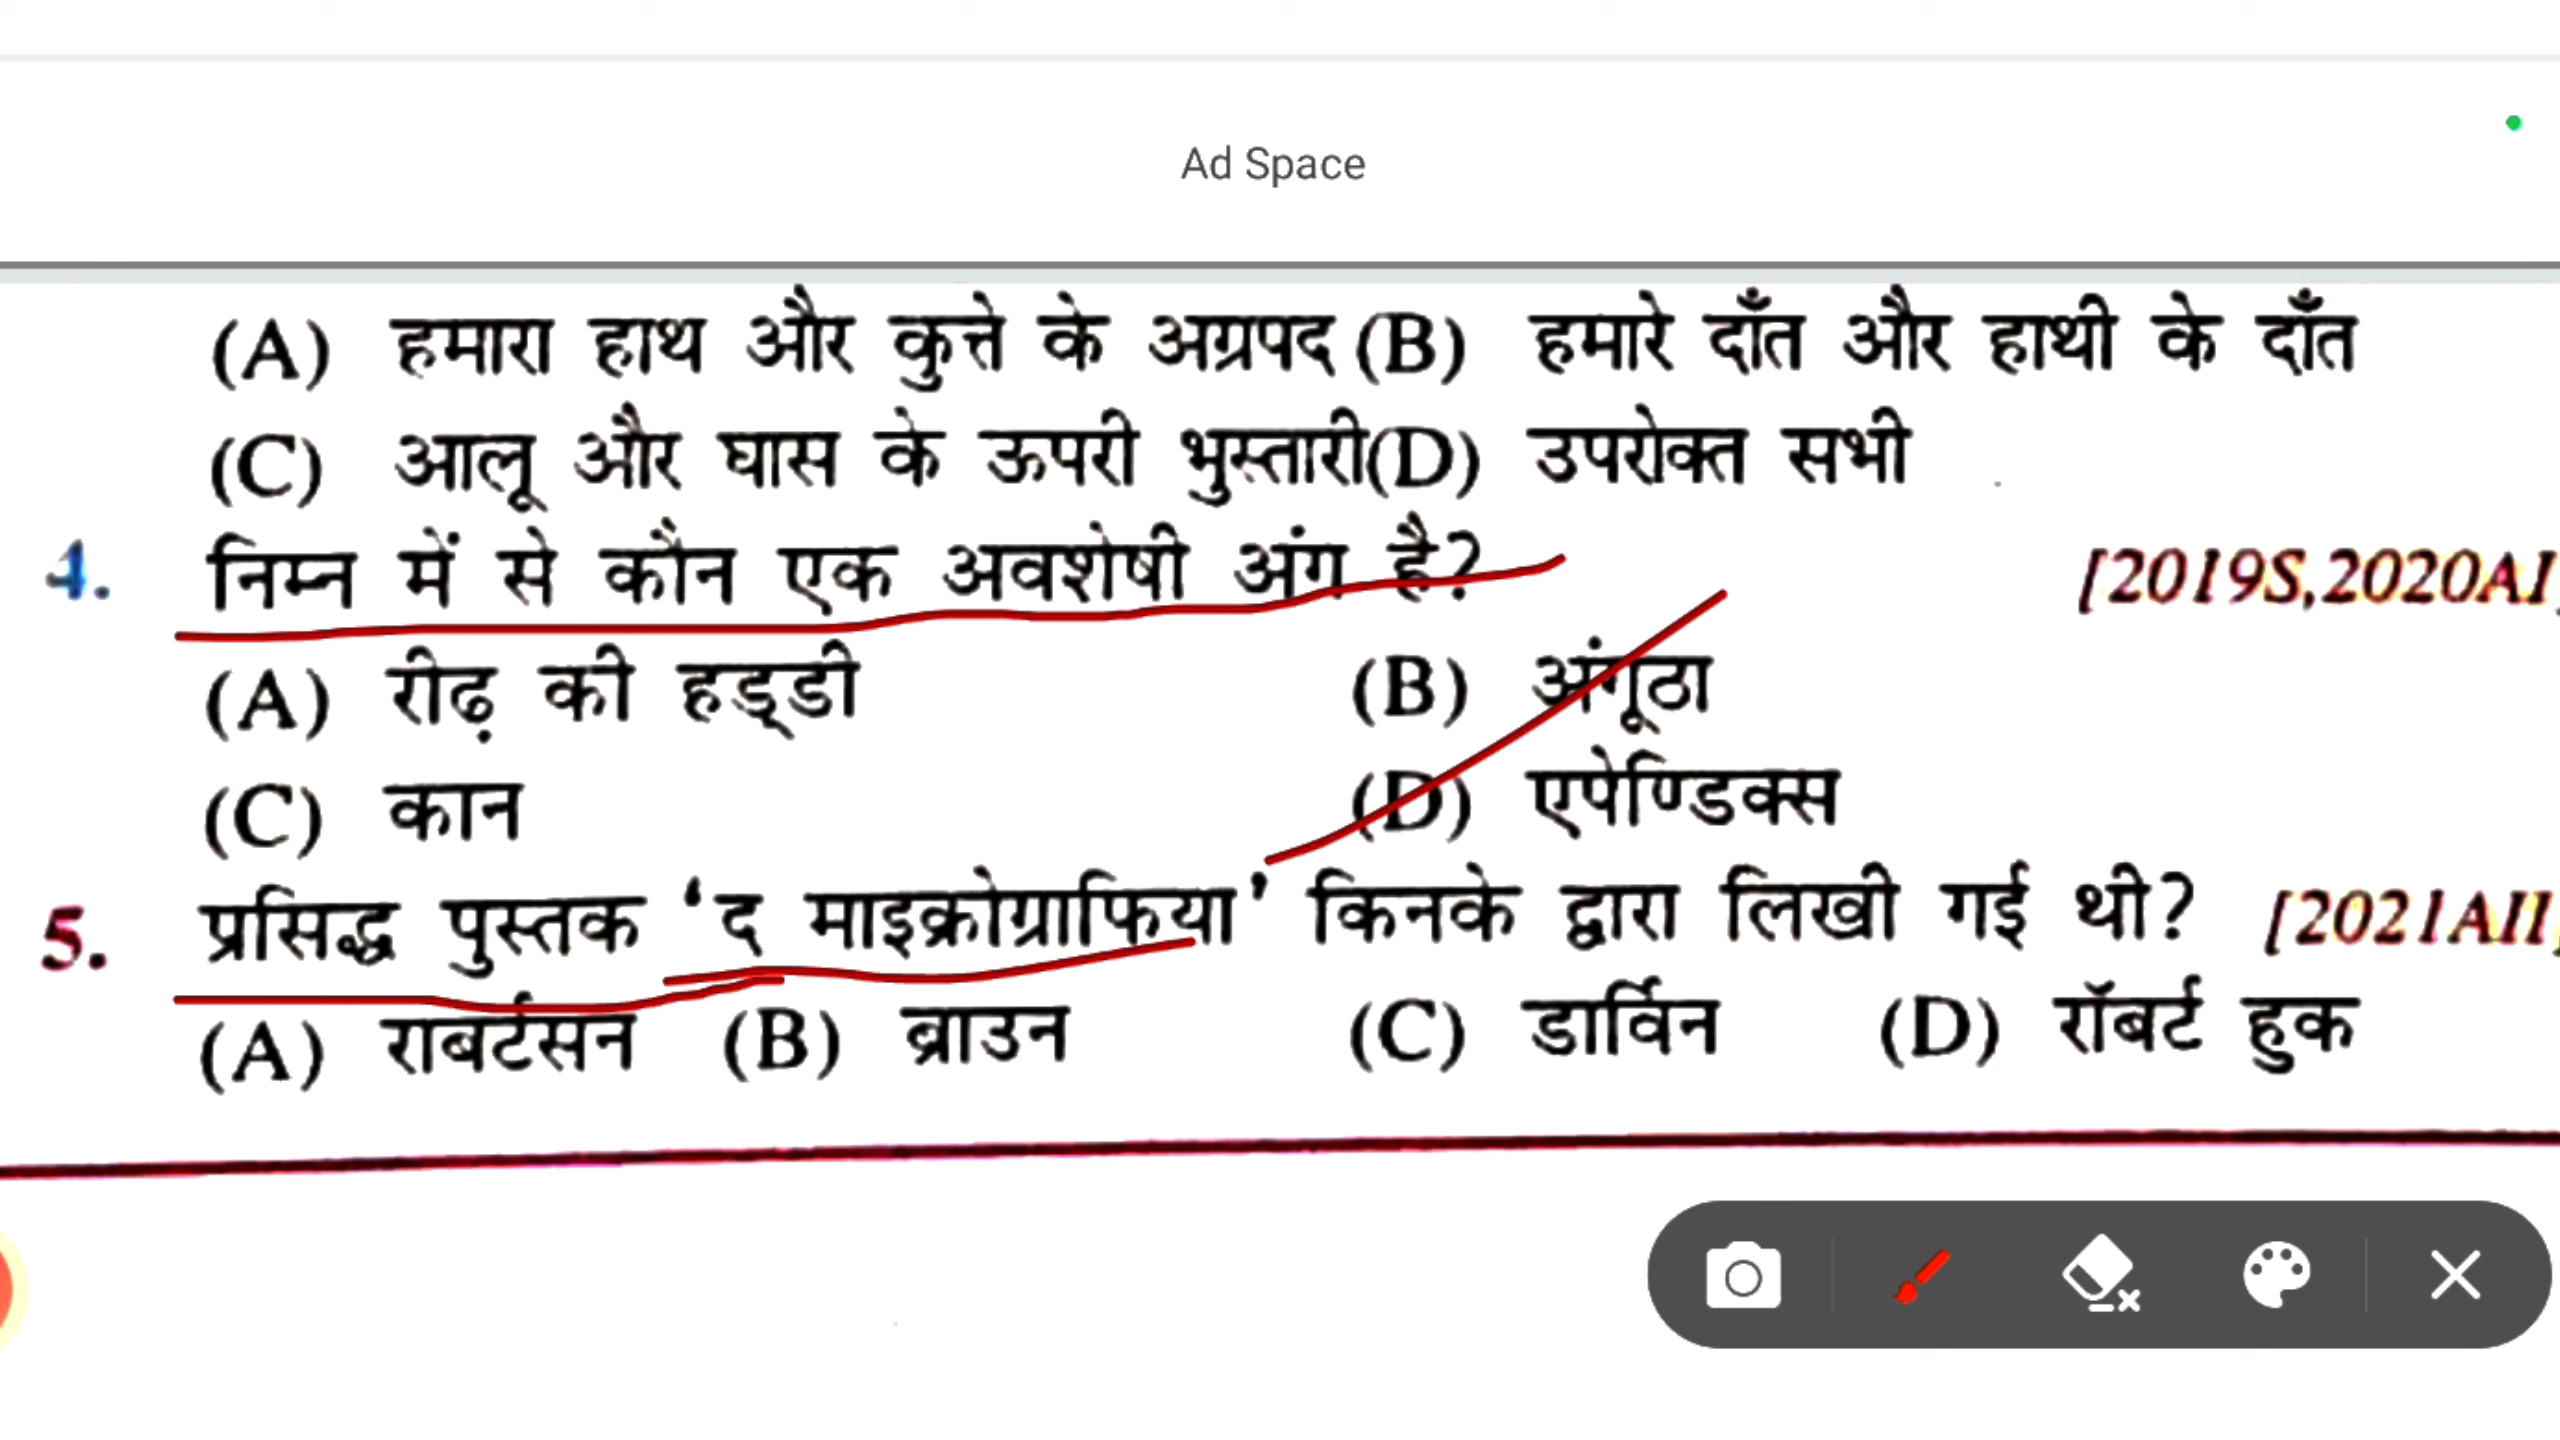 Ad Space
(A) हमारा हाथ और कुत्ते के अग्रपद (B) हमारे दाँत और हाथी के दाँत
(C) आलू और घास के ऊपरी भुस्तारी (D) उपरोक्त सभी
4. निम्न में से कौन एक अवशेषी अंग है? [2019S,2020AI]
(A) रीढ़ की हड्डी (B) अंगूठा
(C) कान (D) एपेण्डिक्स
5. प्रसिद्ध पुस्तक ‘द माइक्रोग्राफिया’ किनके द्वारा लिखी गई थी? [2021AII]
(A) राबर्टसन (B) ब्राउन (C) डार्विन (D) रॉबर्ट हुक